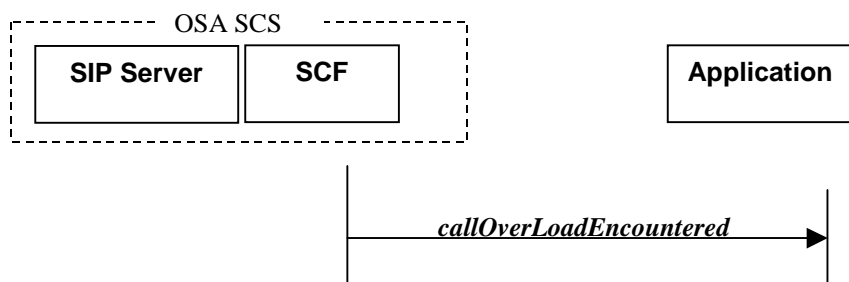 OSA SCS
SIP Server
SCF
Application
callOverLoadEncountered